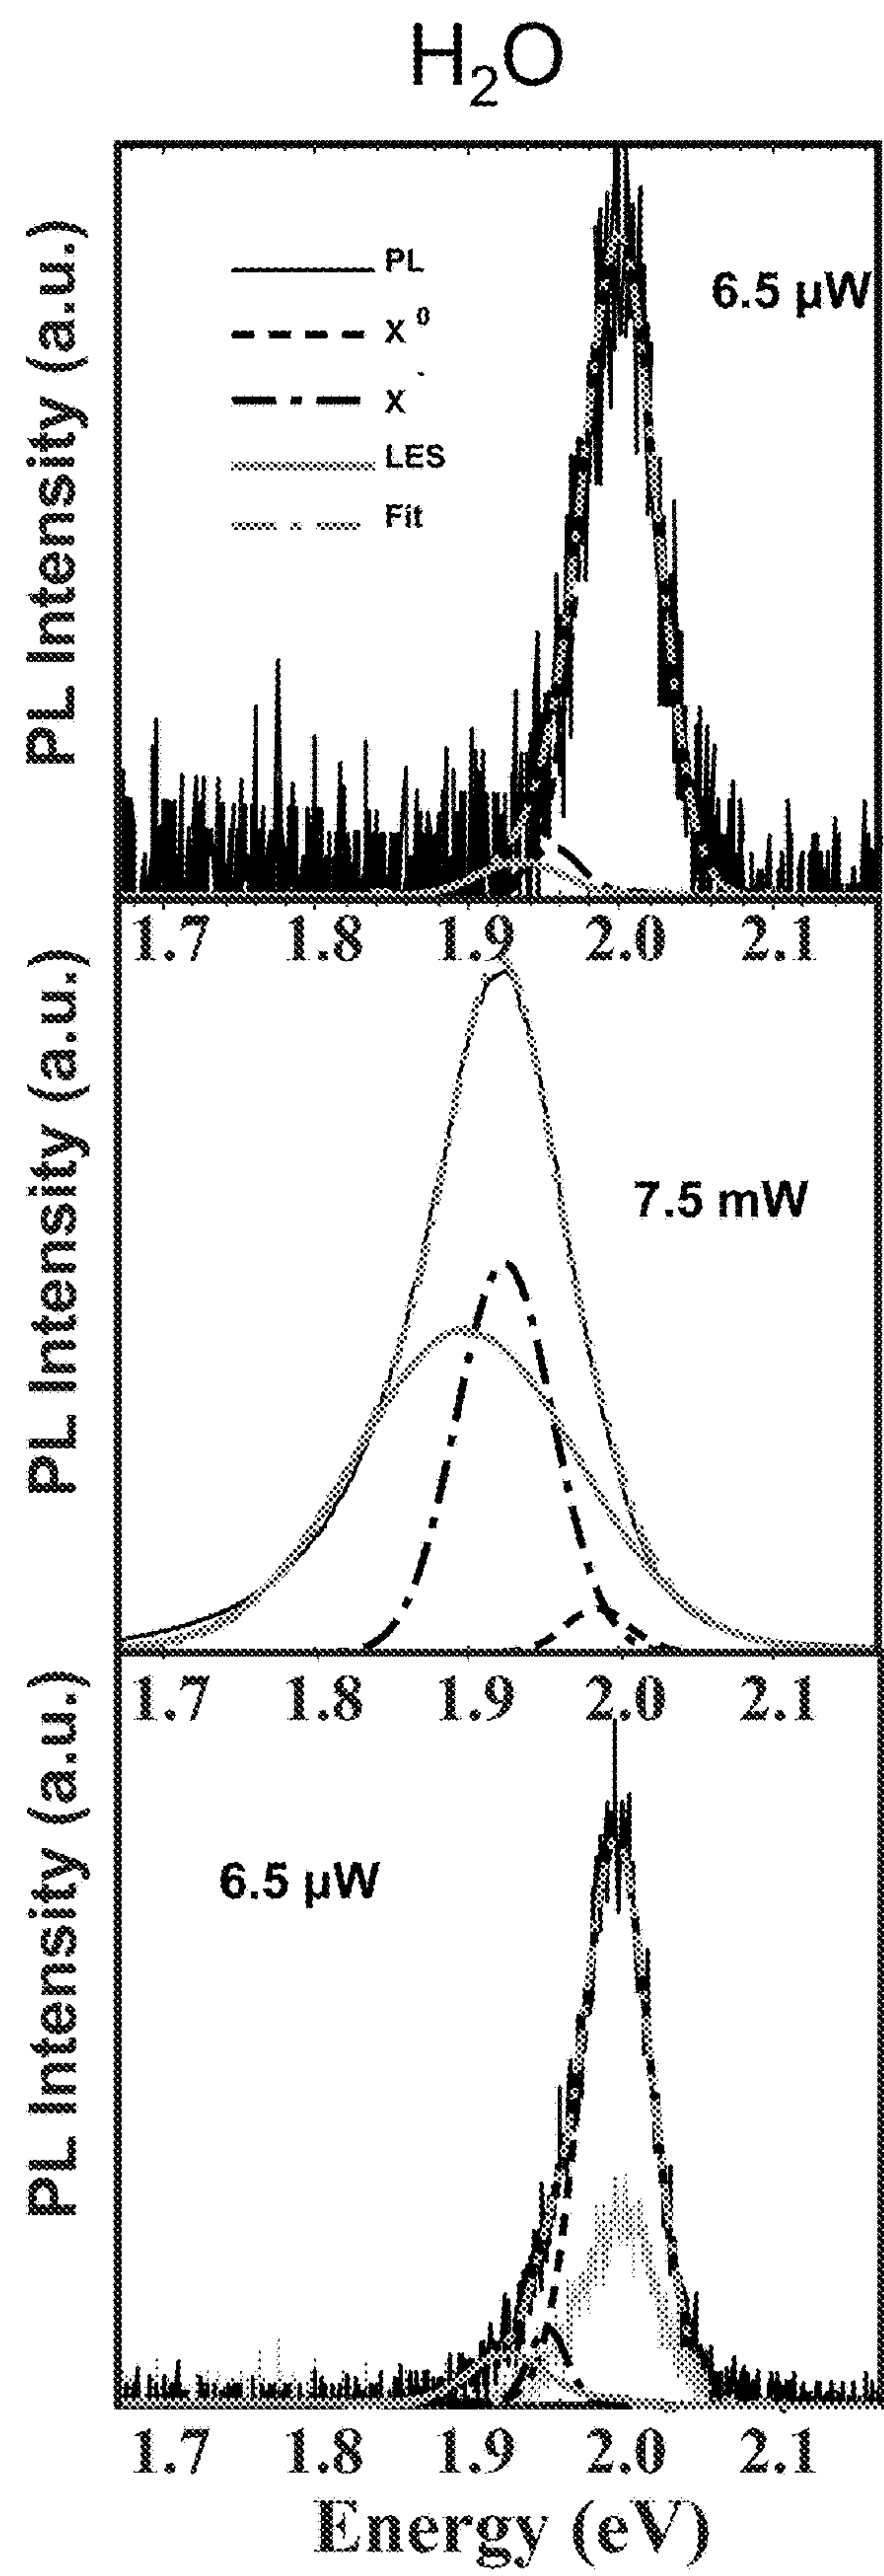 H₂O
PL Intensity (a.u.)
PL
X⁰
X⁻
LES
Fit
6.5 μW
1.7 1.8 1.9 2.0 2.1
PL Intensity (a.u.)
7.5 mW
1.7 1.8 1.9 2.0 2.1
PL Intensity (a.u.)
6.5 μW
1.7 1.8 1.9 2.0 2.1
Energy (eV)